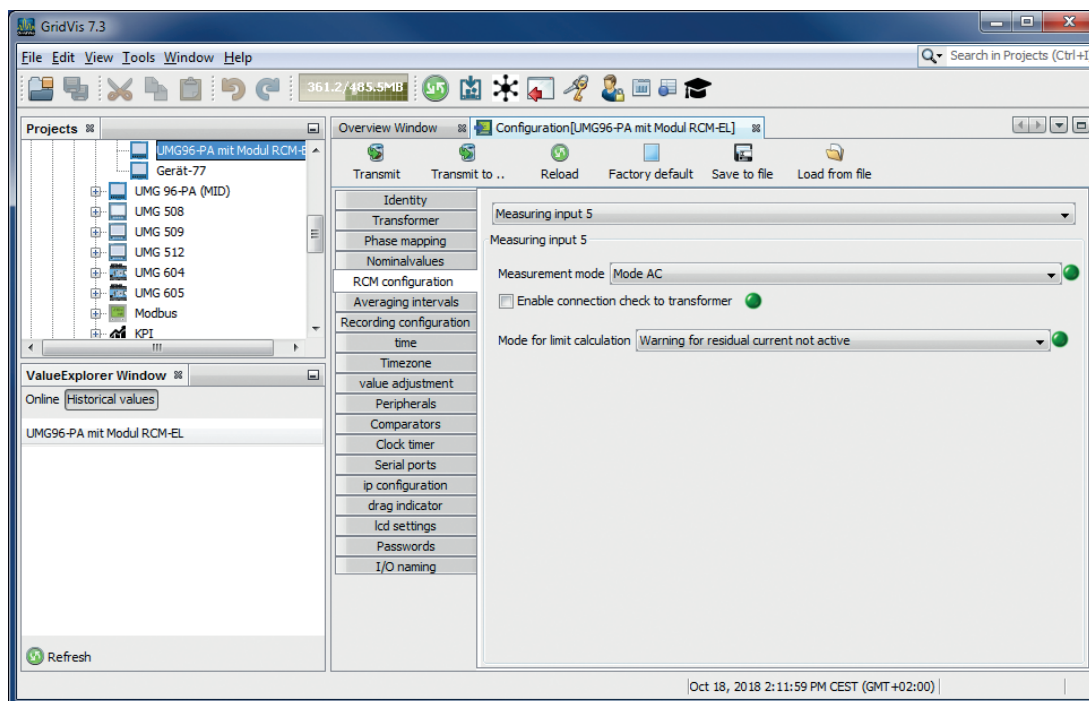 GridVis 7.3
File Edit View Tools Window Help
Search in Projects (Ctrl+I
361.2/485.5MB
Projects
UMG96-PA mit Modul RCM-E
Gerät-77
UMG 96-PA (MID)
UMG 508
UMG 509
UMG 512
UMG 604
UMG 605
Modbus
KPI
ValueExplorer Window
Online Historical values
UMG96-PA mit Modul RCM-EL
Refresh
Overview Window
Configuration[UMG96-PA mit Modul RCM-EL]
Transmit
Transmit to ..
Reload
Factory default
Save to file
Load from file
Identity
Transformer
Phase mapping
Nominalvalues
RCM configuration
Averaging intervals
Recording configuration
time
Timezone
value adjustment
Peripherals
Comparators
Clock timer
Serial ports
ip configuration
drag indicator
lcd settings
Passwords
I/O naming
Measuring input 5
Measuring input 5
Measurement mode Mode AC
Enable connection check to transformer
Mode for limit calculation Warning for residual current not active
Oct 18, 2018 2:11:59 PM CEST (GMT+02:00)